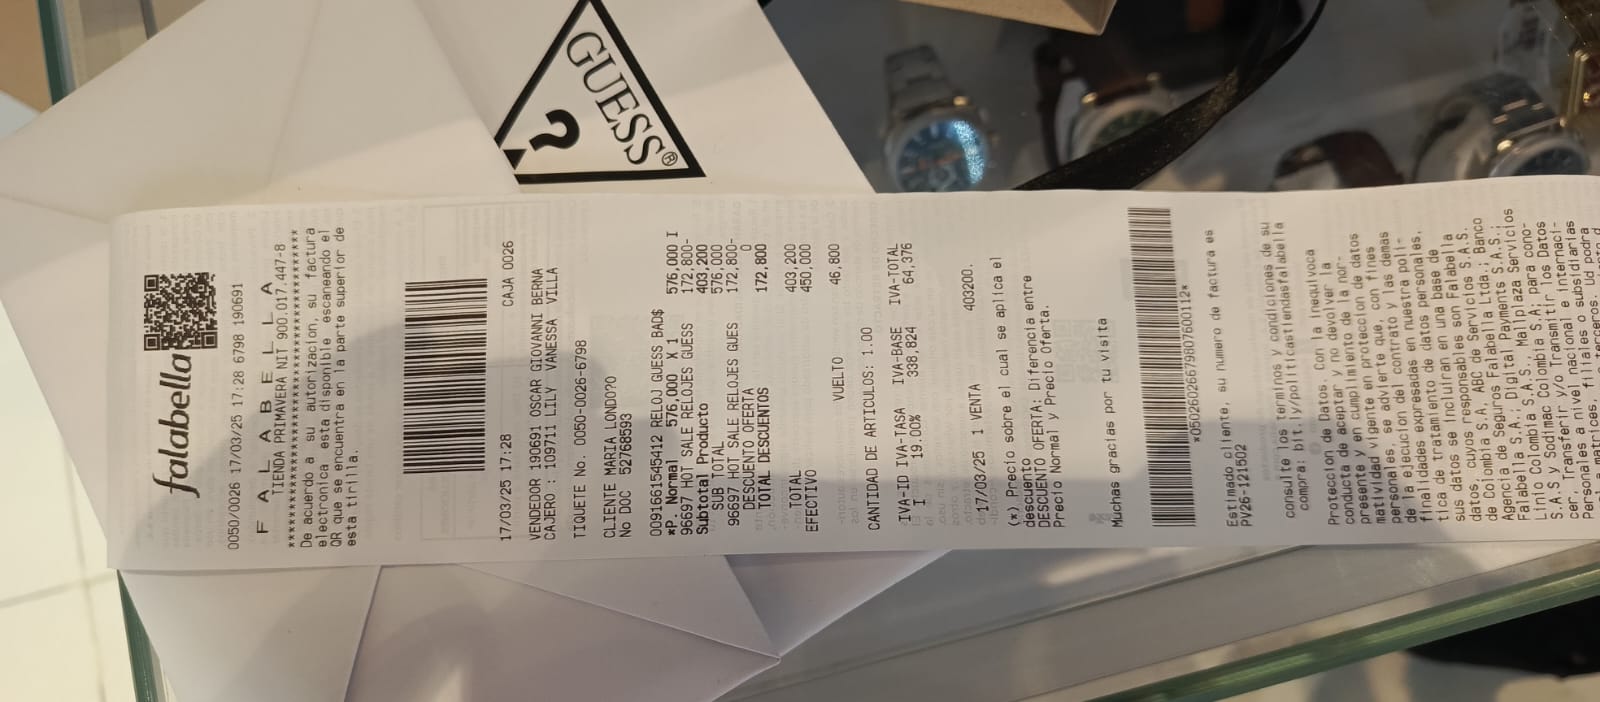 GUESS®
?
falabella
0050/0026 17/03/25 17:28 6798 190691
F A L A B E L L A
TIENDA PRIMAVERA NIT 900.017.447-8
************************************
De acuerdo a su autorizacion, su factura
electronica esta disponible escaneando el
QR que se encuentra en la parte superior de
esta tirilla.
17/03/25 17:28 CAJA 0026
VENDEDOR 190691 OSCAR GIOVANNI BERNA
CAJERO : 109711 LILY VANESSA VILLA
TIQUETE No. 0050-0026-6798
CLIENTE MARIA LONDO?O
No DOC 52768593
0091661545412 RELOJ GUESS BAD$ 576,000 I
*P Normal 576,000 X 1 172,800-
96697 HOT SALE RELOJES GUESS 403,200
Subtotal Producto 576,000
SUB TOTAL 172,800-
96697 HOT SALE RELOJES GUES 0
DESCUENTO OFERTA 172,800
TOTAL DESCUENTOS
TOTAL 403,200
EFECTIVO 450,000
VUELTO 46,800
CANTIDAD DE ARTICULOS: 1.00
IVA-ID IVA-TASA IVA-BASE IVA-TOTAL
I 19.00% 338,824 64,376
17/03/25 1 VENTA 403200.
(*) Precio sobre el cual se aplica el
descuento
DESCUENTO OFERTA: Diferencia entre
Precio Normal y Precio Oferta.
Muchas gracias por tu visita
*05026026679807600112*
Estimado cliente, su numero de factura es
PV26-121502
consulte los terminos y condiciones de su
compra: bit.ly/politicastiendasfalabella
Proteccion de Datos. Con la inequivoca
conducta de aceptar y no devolver la
presente y en cumplimiento de la nor-
matividad vigente en proteccion de datos
personales, se advierte que, con fines
de la ejecucion del contrato y las demas
finalidades expresadas en nuestra poli-
tica de tratamiento de datos personales,
sus datos se incluiran en una base de
datos, cuyos responsables son Falabella
de Colombia S.A, ABC de Servicios S.A.S
Agencia de Seguros Falabella Ltda.; Banco
Falabella S.A.; Digital Payments S.A.S.;
Linio Colombia S.A.S.; Mallplaza Servicios
S.A.S y Sodimac Colombia S.A; para cono-
cer, Transferir y/o Transmitir los Datos
Personales a nivel nacional e internaci-
filiales o subsidiarias
terceros. Ud podra